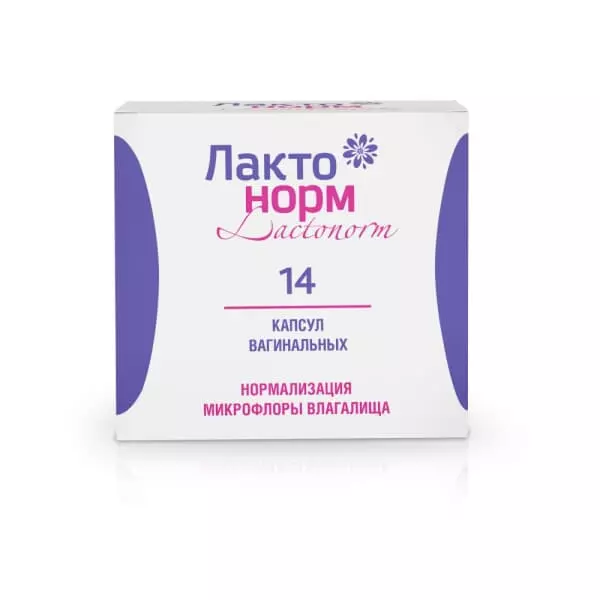 Лакто
норм
Lactonorm
14
КАПСУЛ
ВАГИНАЛЬНЫХ
НОРМАЛИЗАЦИЯ
МИКРОФЛОРЫ ВЛАГАЛИЩА